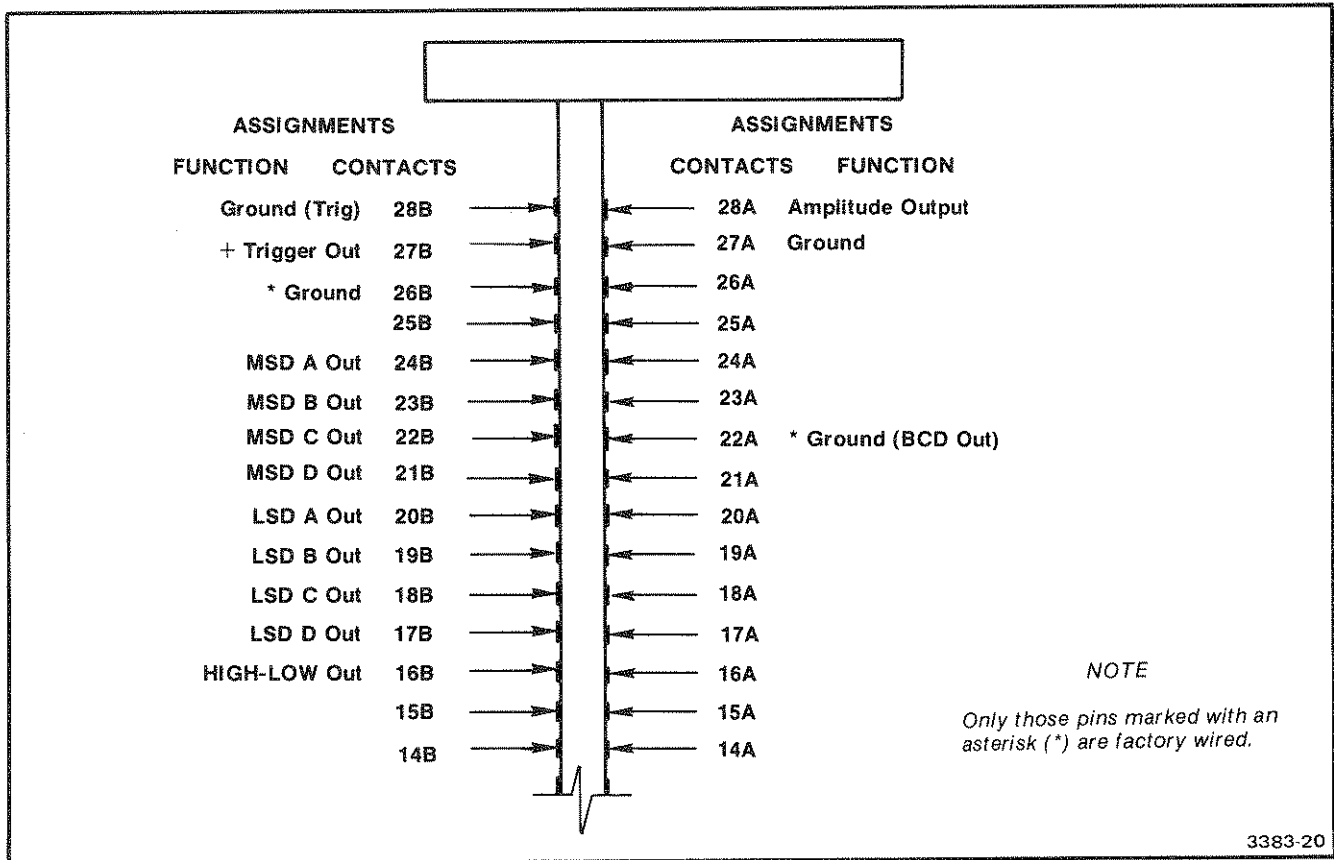 ASSIGNMENTS ASSIGNMENTS
FUNCTION CONTACTS CONTACTS FUNCTION
Ground (Trig) 28B 28A Amplitude Output
+ Trigger Out 27B 27A Ground
* Ground 26B 26A
25B 25A
MSD A Out 24B 24A
MSD B Out 23B 23A
MSD C Out 22B 22A * Ground (BCD Out)
MSD D Out 21B 21A
LSD A Out 20B 20A
LSD B Out 19B 19A
LSD C Out 18B 18A
LSD D Out 17B 17A
HIGH-LOW Out 16B 16A
15B 15A
14B 14A
NOTE
Only those pins marked with an
asterisk (*) are factory wired.
3383-20